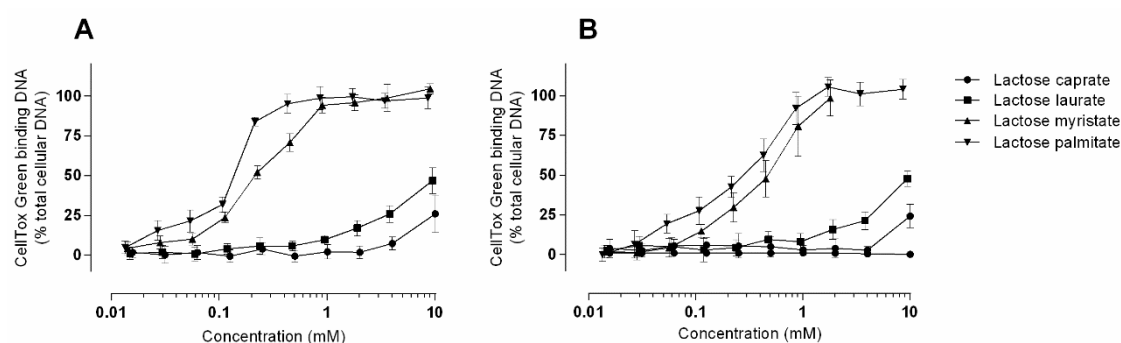 A
CellTox Green binding DNA
(% total cellular DNA)
100
75
50
25
0
0.01
0.1
1
10
Concentration (mM)
B
CellTox Green binding DNA
(% total cellular DNA)
100
75
50
25
0
0.01
0.1
1
10
Concentration (mM)
Lactose caprate
Lactose laurate
Lactose myristate
Lactose palmitate